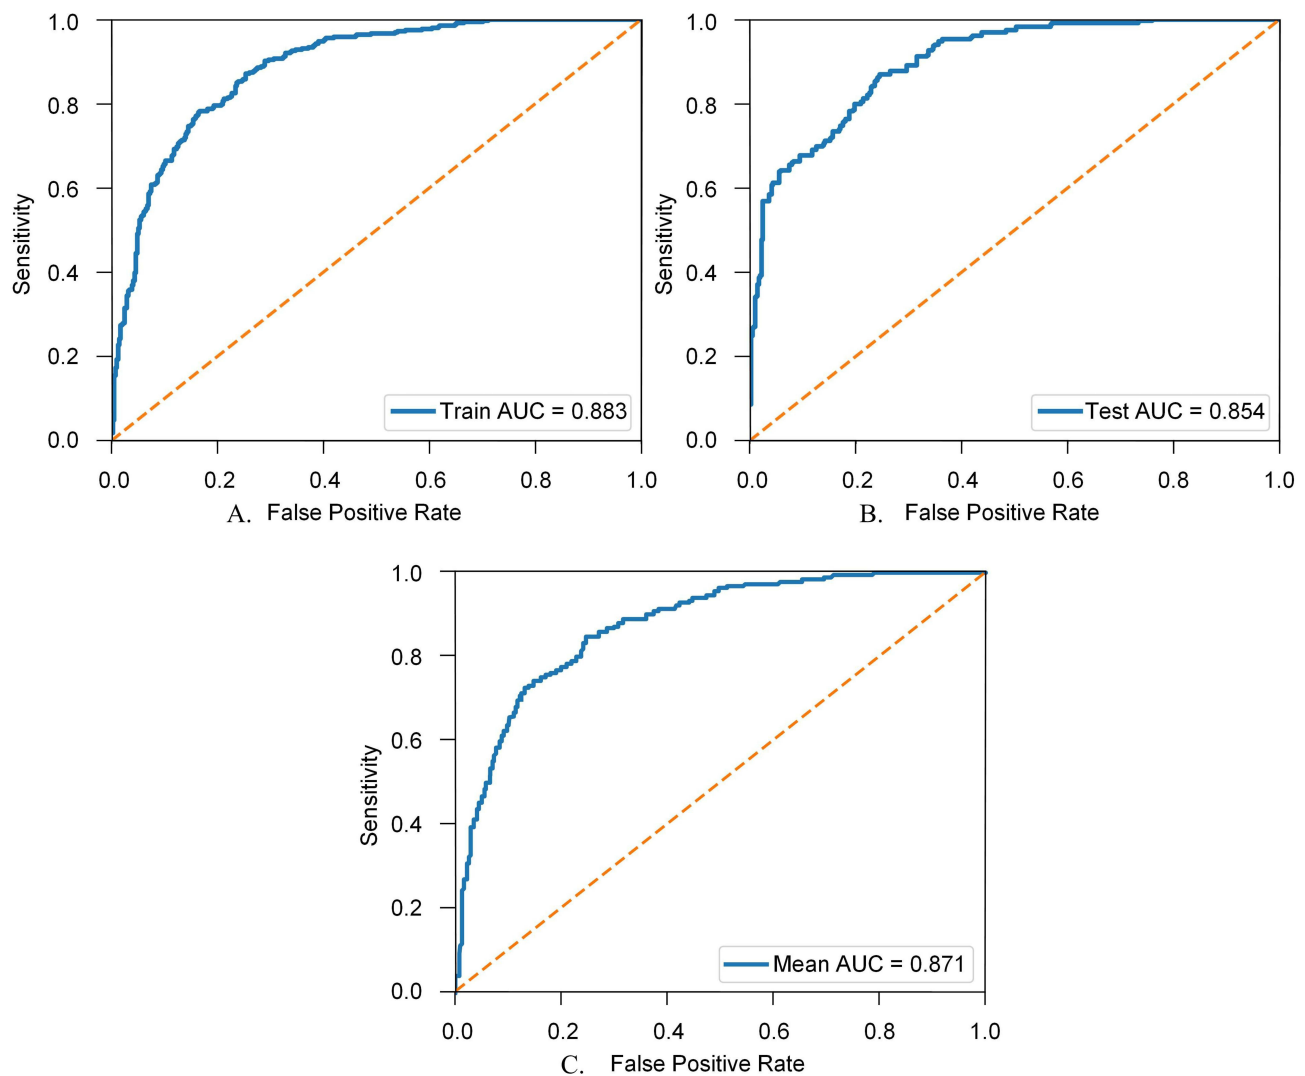 1.0
0.8
0.6
0.4
0.2
0.0
Sensitivity
Train AUC = 0.883
0.0 0.2 0.4 0.6 0.8 1.0
A. False Positive Rate
1.0
0.8
0.6
0.4
0.2
0.0
Sensitivity
Test AUC = 0.854
0.0 0.2 0.4 0.6 0.8 1.0
B. False Positive Rate
1.0
0.8
0.6
0.4
0.2
0.0
Sensitivity
Mean AUC = 0.871
0.0 0.2 0.4 0.6 0.8 1.0
C. False Positive Rate